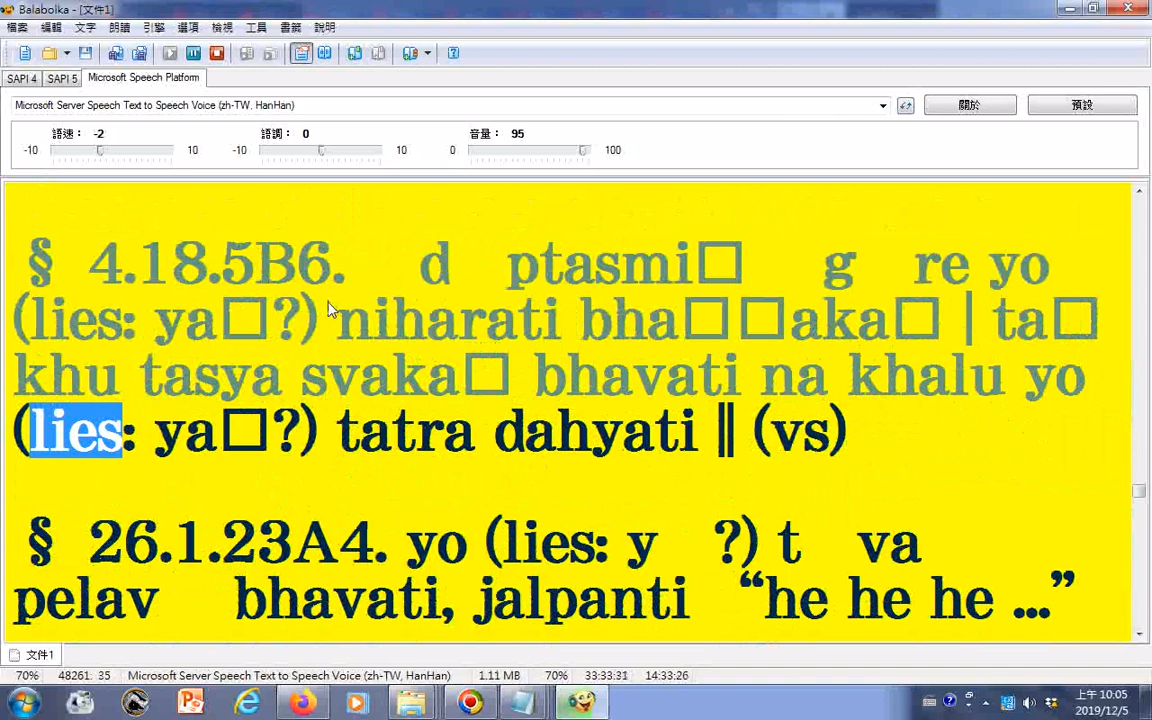 Balabolka - [文件1]
檔案 編輯 文字 朗讀 引擎 選項 檢視 工具 書籤 說明
SAPI 4 SAPI 5 Microsoft Speech Platform
Microsoft Server Speech Text to Speech Voice (zh-TW, HanHan) 關於 預設
語速： -2 語調： 0 音量： 95
-10 10 -10 10 0 100
§ 4.18.5B6. d ptasmi□ g re yo
(lies: ya□?) niharati bha□□aka□ | ta□
khu tasya svaka□ bhavati na khalu yo
(lies: ya□?) tatra dahyati ‖ (vs)
§ 26.1.23A4. yo (lies: y ?) t va
pelav bhavati, jalpanti “he he he ...”
文件1
70% 48261: 35 Microsoft Server Speech Text to Speech Voice (zh-TW, HanHan) 1.11 MB 70% 33:33:31 14:33:26
上午 10:05
2019/12/5